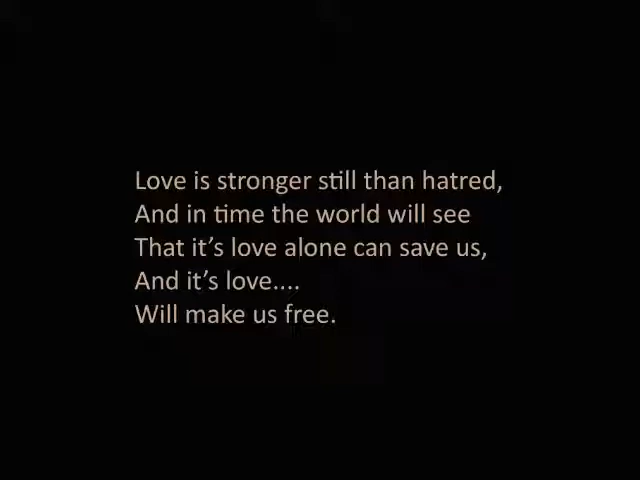 Love is stronger still than hatred,
And in time the world will see
That it’s love alone can save us,
And it’s love....
Will make us free.